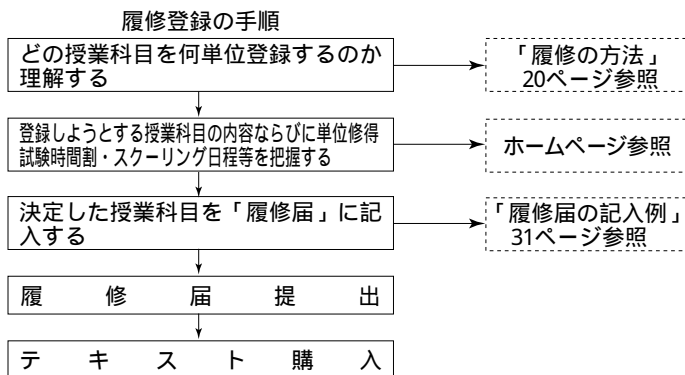 履修登録の手順
どの授業科目を何単位登録するのか
理解する
「履修の方法」
20ページ参照
登録しようとする授業科目の内容ならびに単位修得
試験時間割・スクーリング日程等を把握する
ホームページ参照
決定した授業科目を「履修届」に記
入する
「履修届の記入例」
31ページ参照
履修届提出
テキスト購入